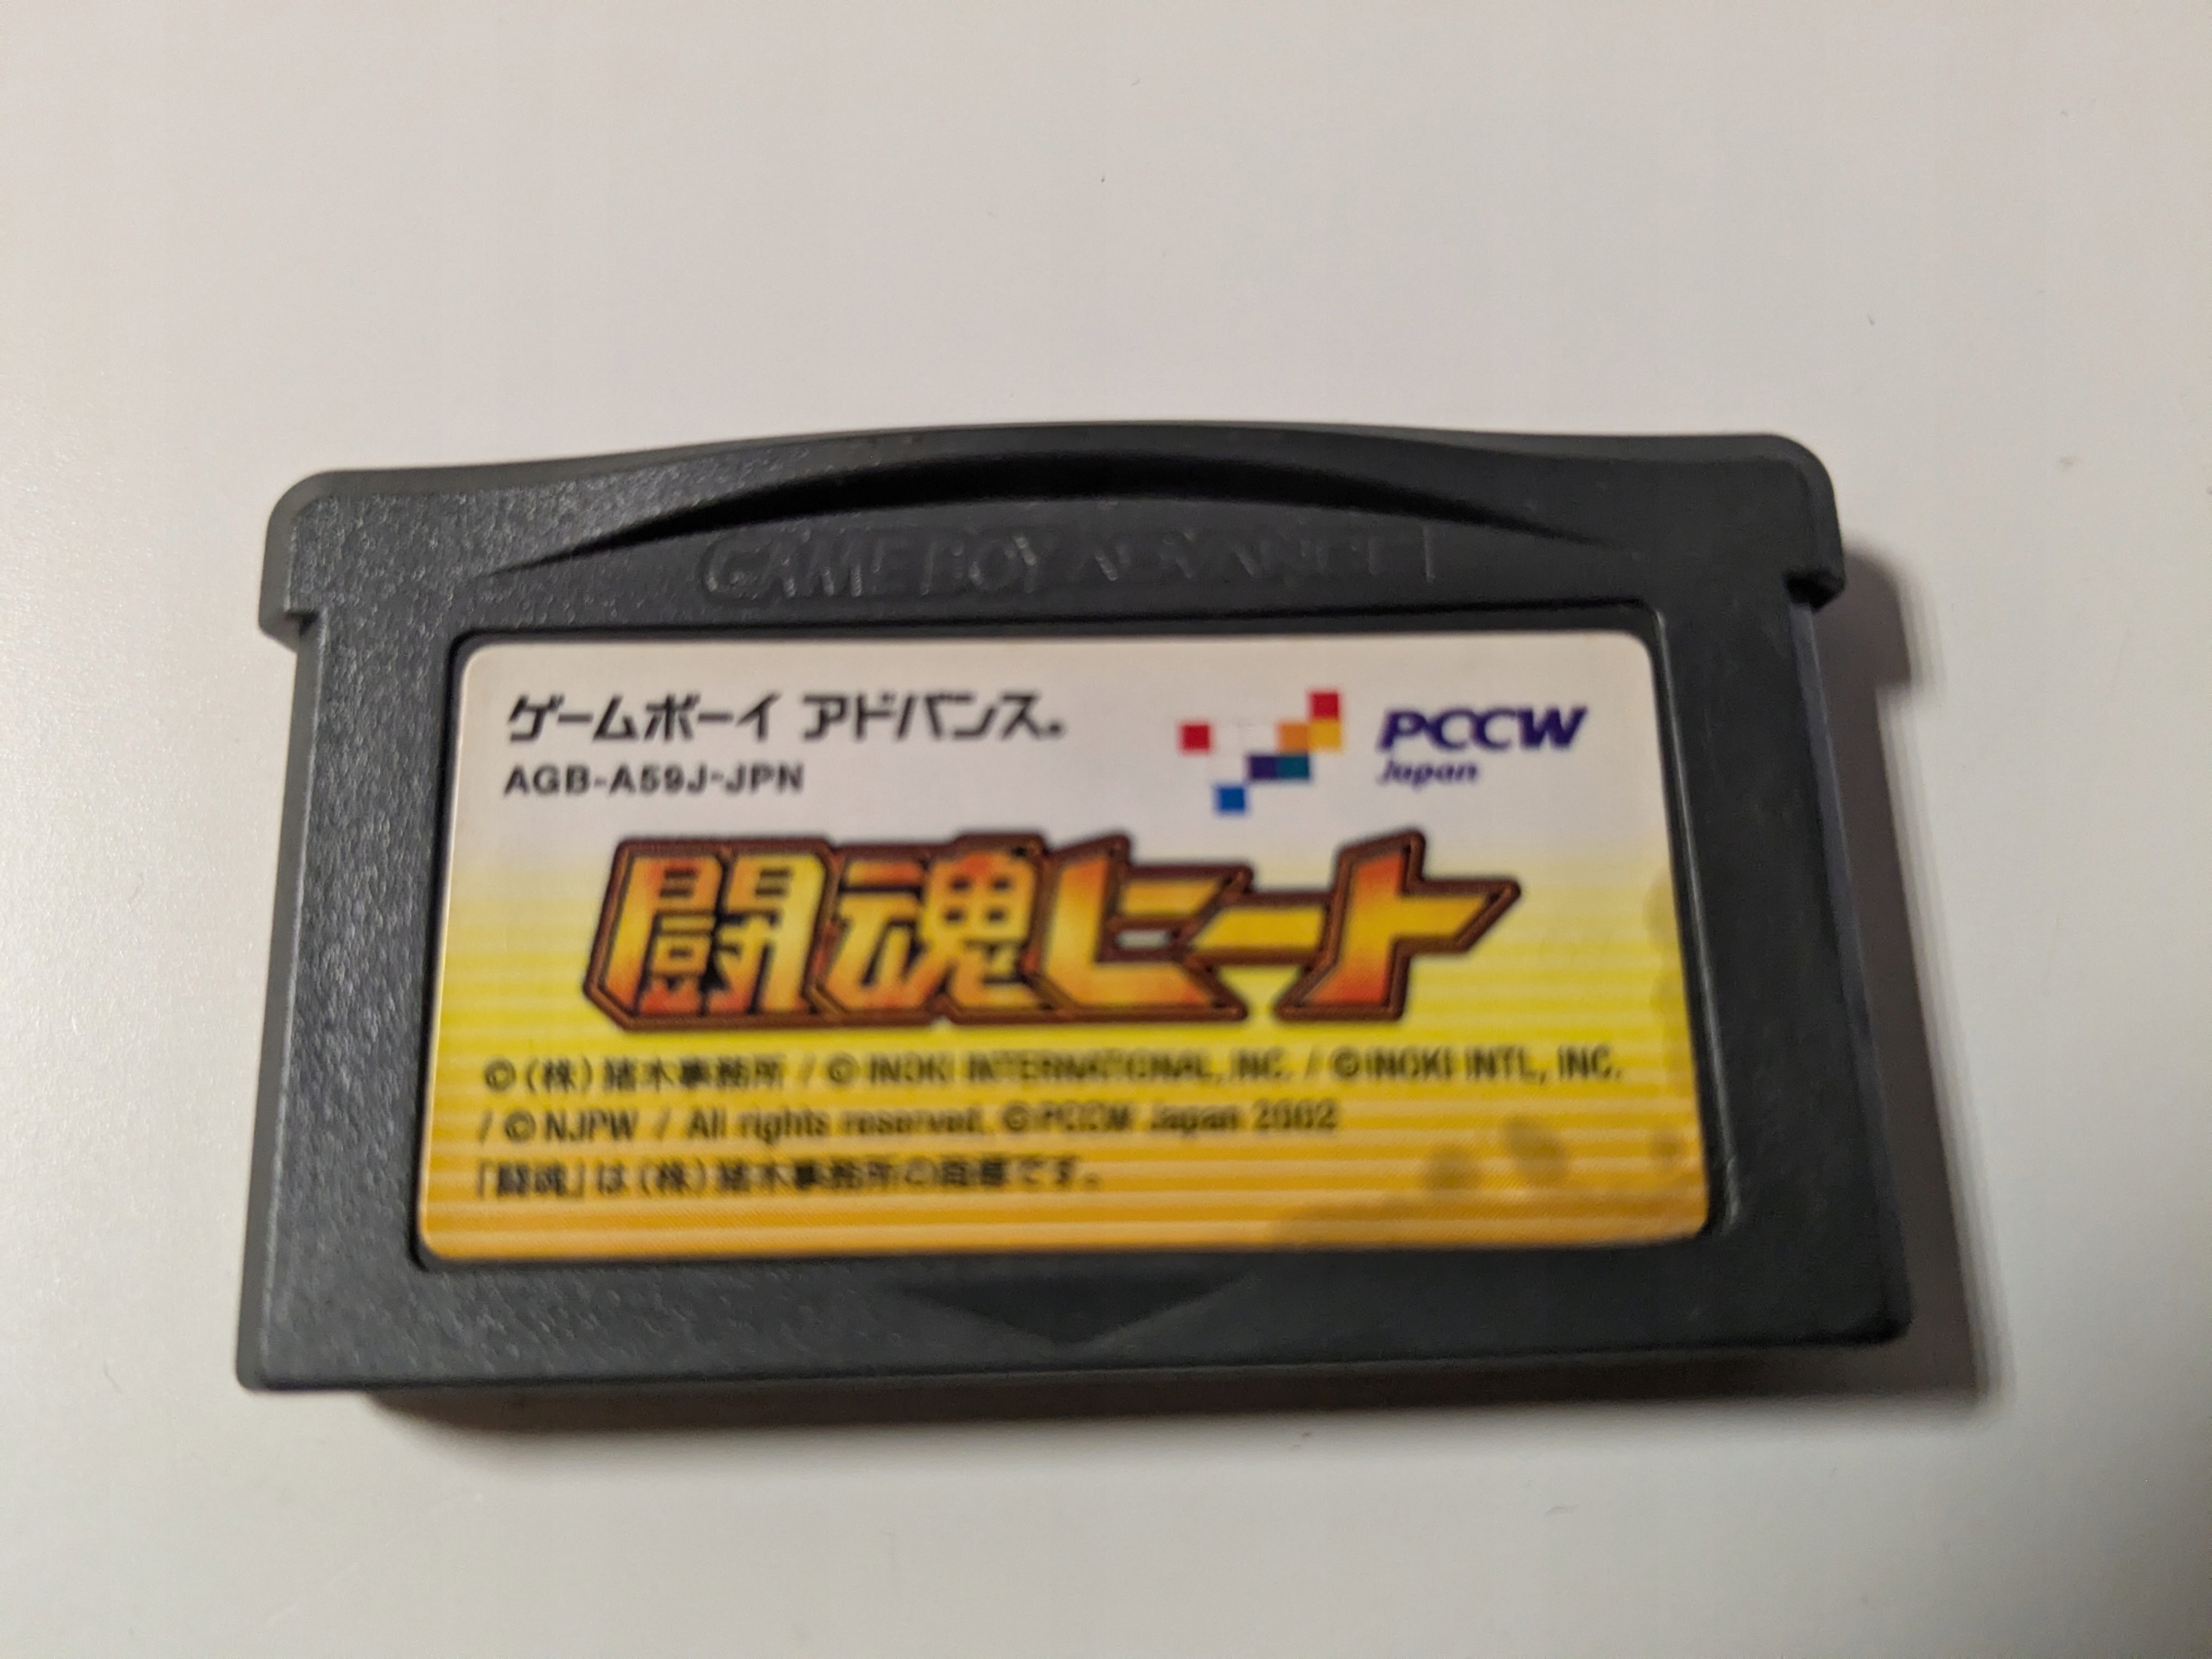 GAME BOY ADVANCE
ゲームボーイ アドバンス®
PCCW
Japan
AGB-A59J-JPN
闘魂ヒート
©(株)猪木事務所 / © INOKI INTERNATIONAL, INC. / © INOKI INTL, INC.
/ © NJPW / All rights reserved. © PCCW Japan 2002
「闘魂」は(株)猪木事務所の商標です。